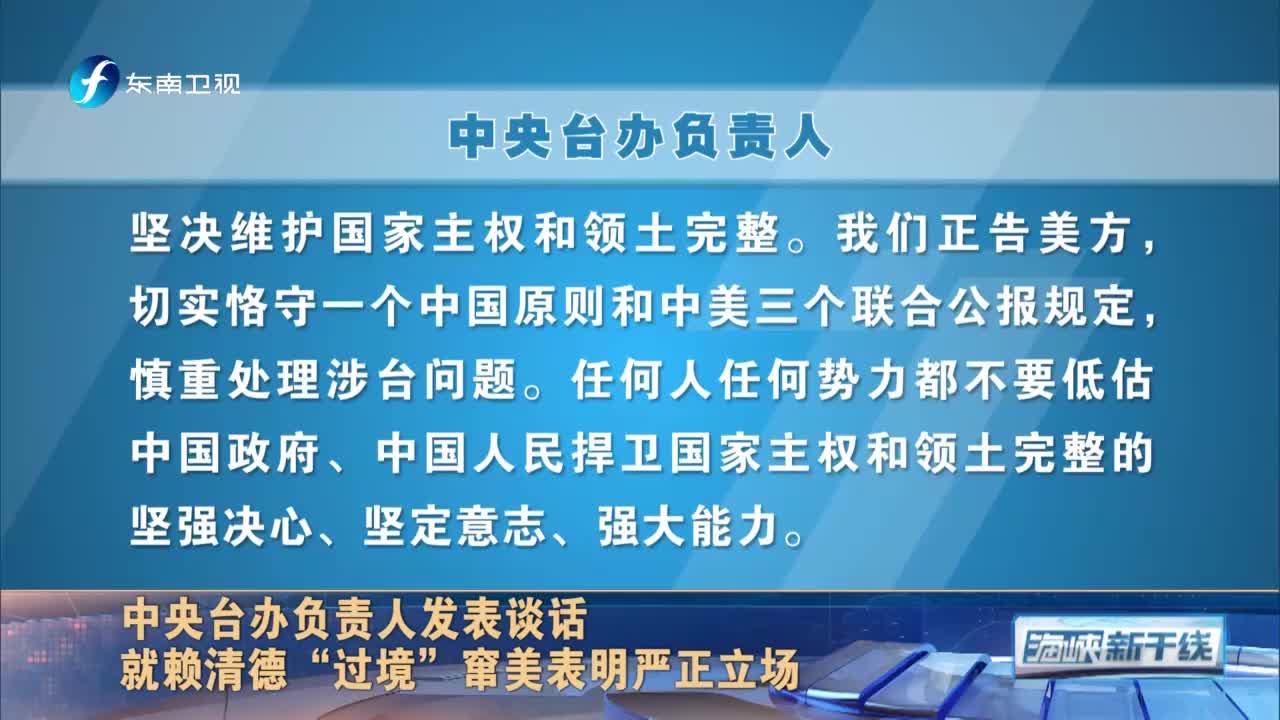 东南卫视
中央台办负责人
坚决维护国家主权和领土完整。我们正告美方，
切实恪守一个中国原则和中美三个联合公报规定，
慎重处理涉台问题。任何人任何势力都不要低估
中国政府、中国人民捍卫国家主权和领土完整的
坚强决心、坚定意志、强大能力。
中央台办负责人发表谈话
就赖清德“过境”窜美表明严正立场
海峡新干线